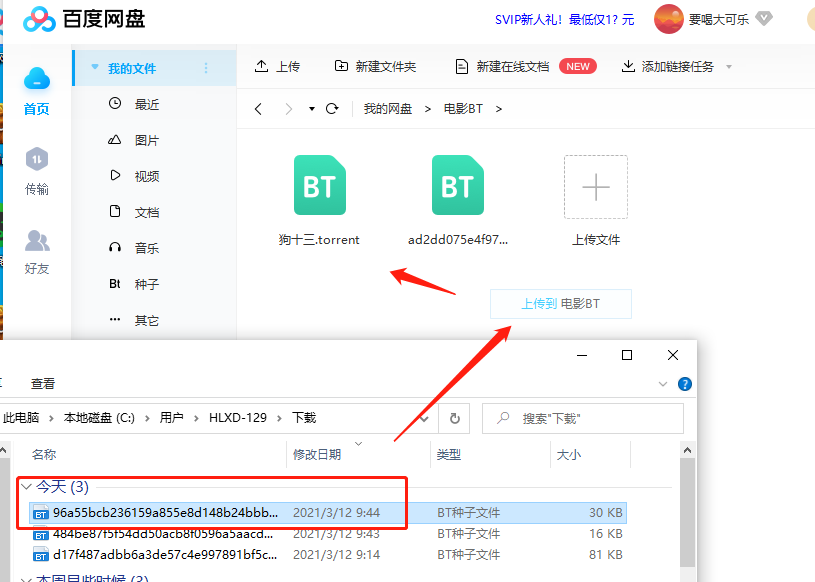 百度网盘
SVIP新人礼！最低仅1? 元
要喝大可乐
首页
传输
好友
我的文件
最近
图片
视频
文档
音乐
Bt 种子
其它
上传 新建文件夹 新建在线文档 NEW 添加链接任务
我的网盘 > 电影BT >
BT BT
狗十三.torrent ad2dd075e4f97... 上传文件
上传到 电影BT
查看
?
此电脑 > 本地磁盘 (C:) > 用户 > HLXD-129 > 下载
搜索"下载"
名称 修改日期 类型 大小
今天 (3)
BT 96a55bcb236159a855e8d148b24bbb... 2021/3/12 9:44 BT种子文件 30 KB
BT 484be87f5f54dd50acb8f0596a5aacd... 2021/3/12 9:43 BT种子文件 16 KB
BT d17f487adbb6a3de57c4e997891bf5c... 2021/3/12 9:14 BT种子文件 81 KB
本周早些时候 (3)